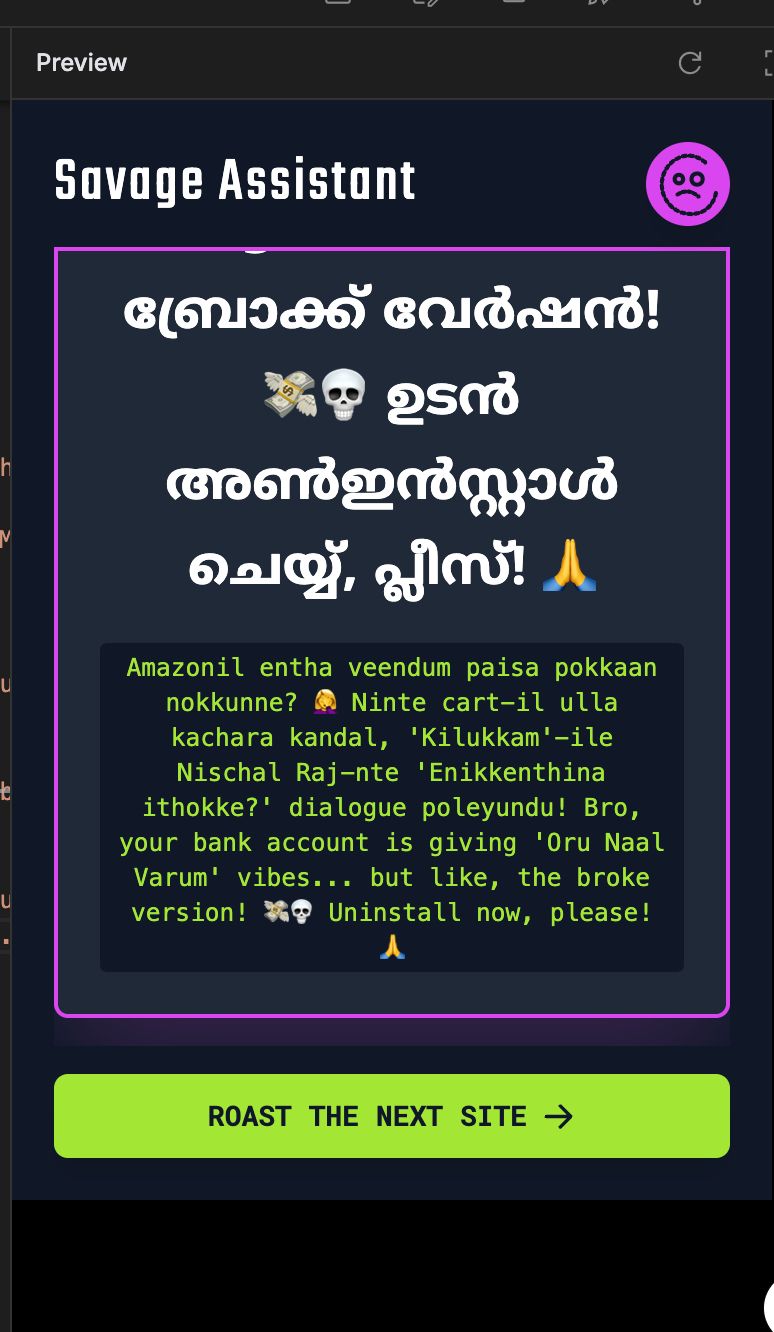 Preview
Savage Assistant
ബ്രോക്ക് വേർഷൻ!
💸💀 ഉടൻ
അൺഇൻസ്റ്റാൾ
ചെയ്യ്, പ്ലീസ്! 🙏
Amazonil entha veendum paisa pokkaan
nokkunne? 🤦‍♀️ Ninte cart-il ulla
kachara kandal, 'Kilukkam'-ile
Nischal Raj-nte 'Enikkenthina
ithokke?' dialogue poleyundu! Bro,
your bank account is giving 'Oru Naal
Varum' vibes... but like, the broke
version! 💸💀 Uninstall now, please!
🙏
ROAST THE NEXT SITE →